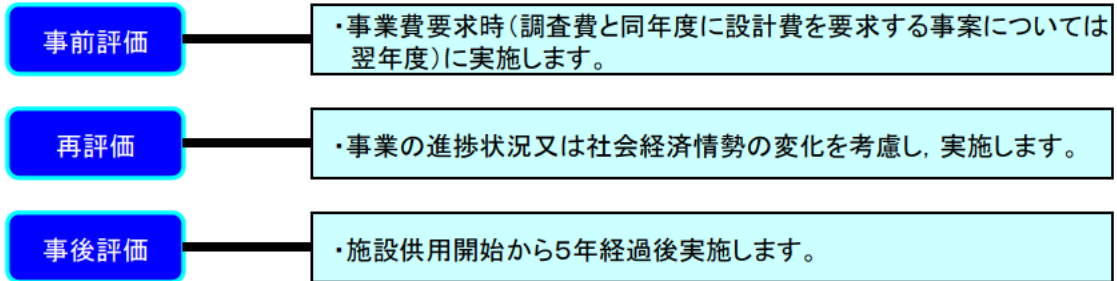 事前評価
・事業費要求時(調査費と同年度に設計費を要求する事案については
翌年度)に実施します。
再評価
・事業の進捗状況又は社会経済情勢の変化を考慮し,実施します。
事後評価
・施設供用開始から5年経過後実施します。